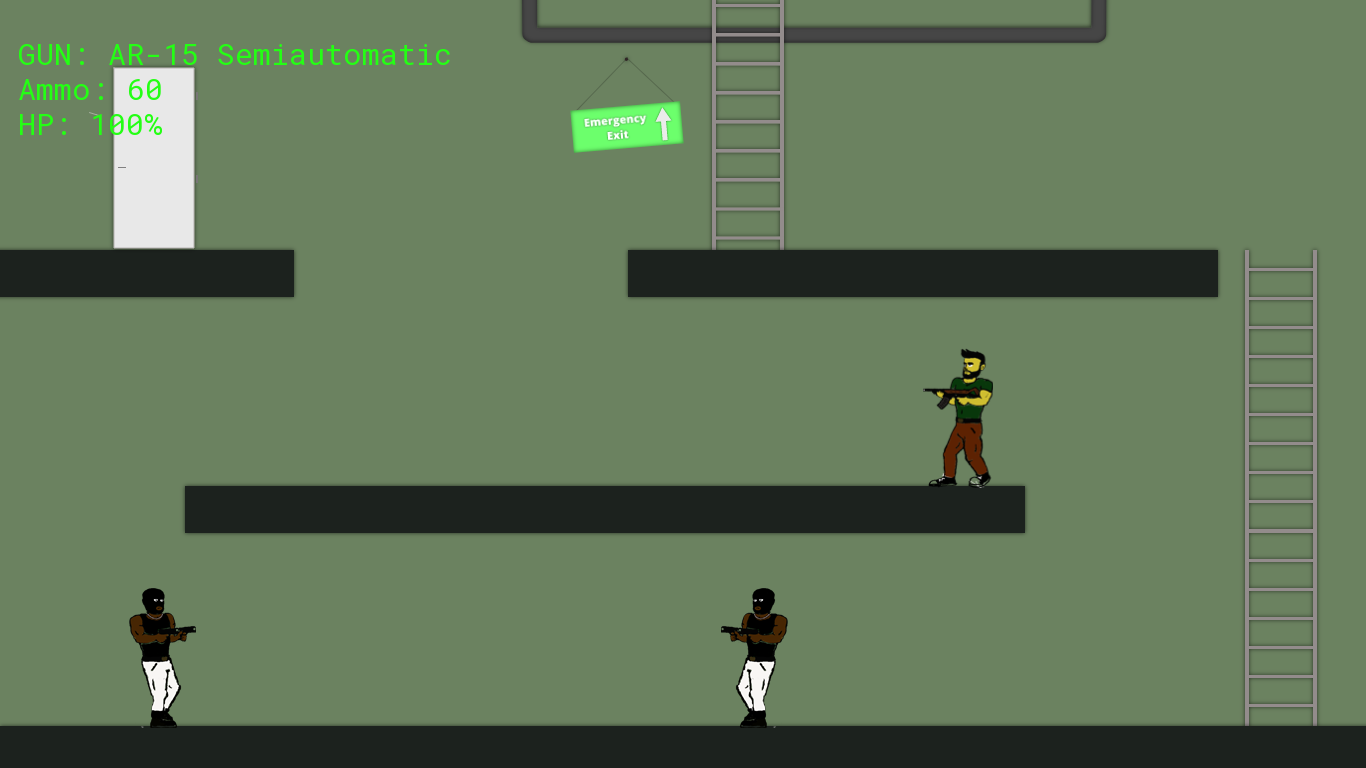 GUN: AR-15 Semiautomatic
Ammo: 60
HP: 100%
Emergency
Exit